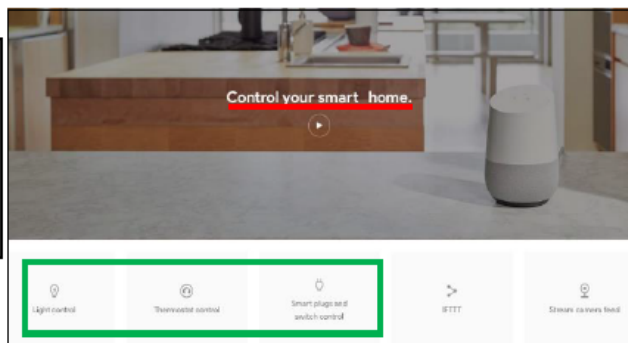 Control your smart home.
Light control
Thermostat control
Smart plugs and
switch control
IFTTT
Stream camera feed